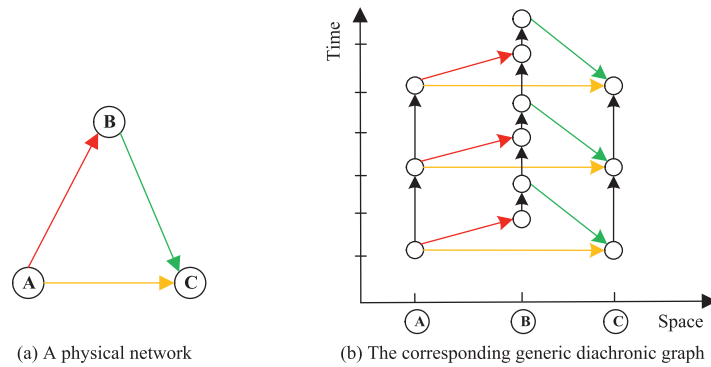 B
A
C
(a) A physical network
Time
A
B
C
Space
(b) The corresponding generic diachronic graph